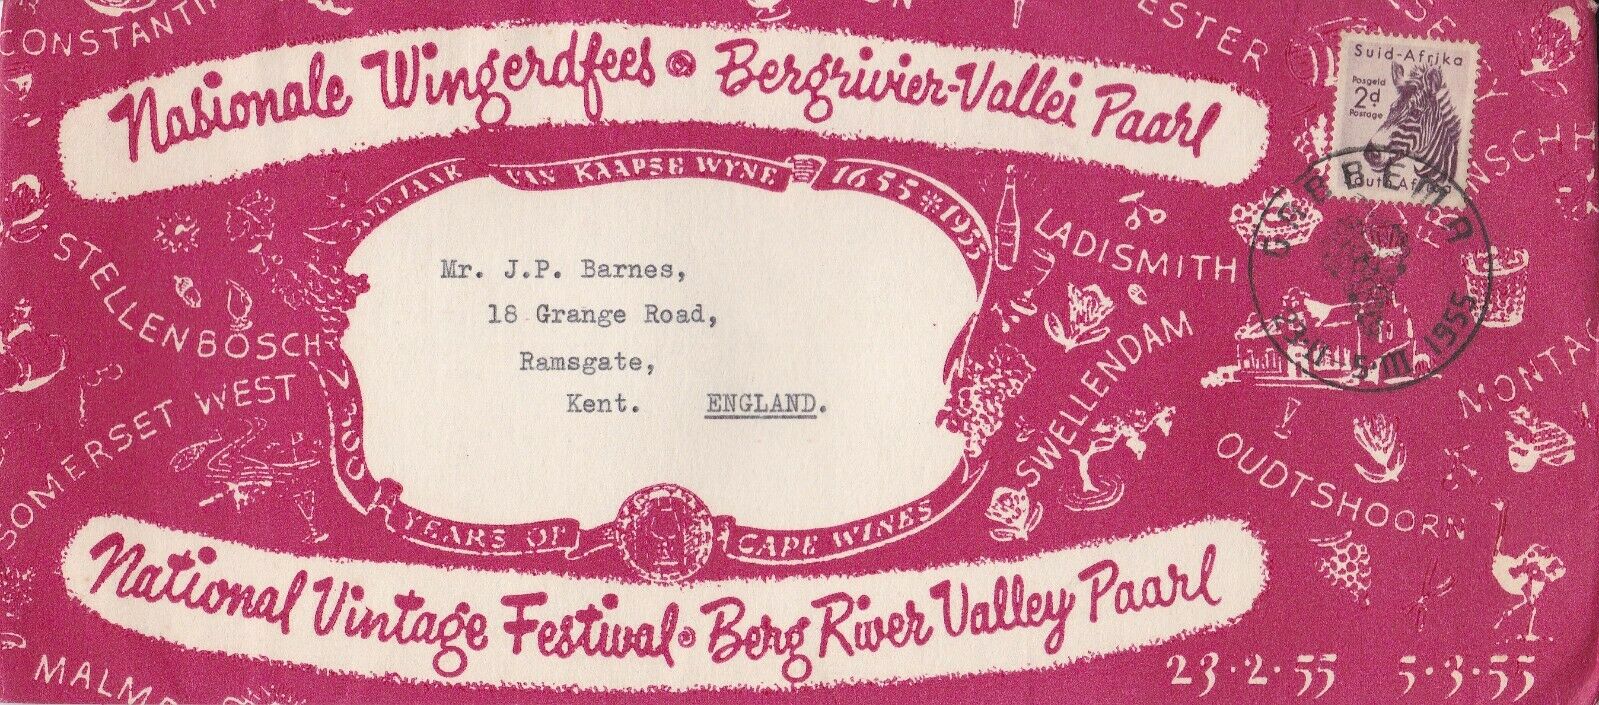 CONSTANTI
ON
ESTER
SE
Nasionale Wingerdfees Bergrivier-Vallei Paarl
Suid-Afrika
Posgeld
2d
Postage
South Africa
300 JAAR VAN KAAPSE WYNE 1655 1955
LADISMITH
STELLENBOSCH
SOMERSET WEST
SWELLENDAM
MONTA
OUDTSHOORN
MALM
Mr. J.P. Barnes,
18 Grange Road,
Ramsgate,
Kent. ENGLAND.
1955
300 YEARS OF CAPE WINES
National Vintage Festival Berg River Valley Paarl
23·2·55 5·3·55